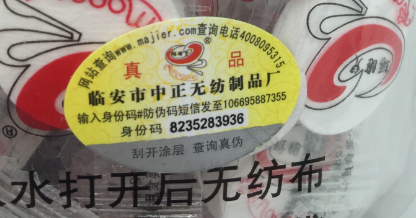 网站查询www.majier.com查询电话4008095315
真 品
临安市中正无纺制品厂
输入身份码#防伪码短信发至106695887355
身份码 8235283936
刮开涂层 查询真伪
水打开后无纺布